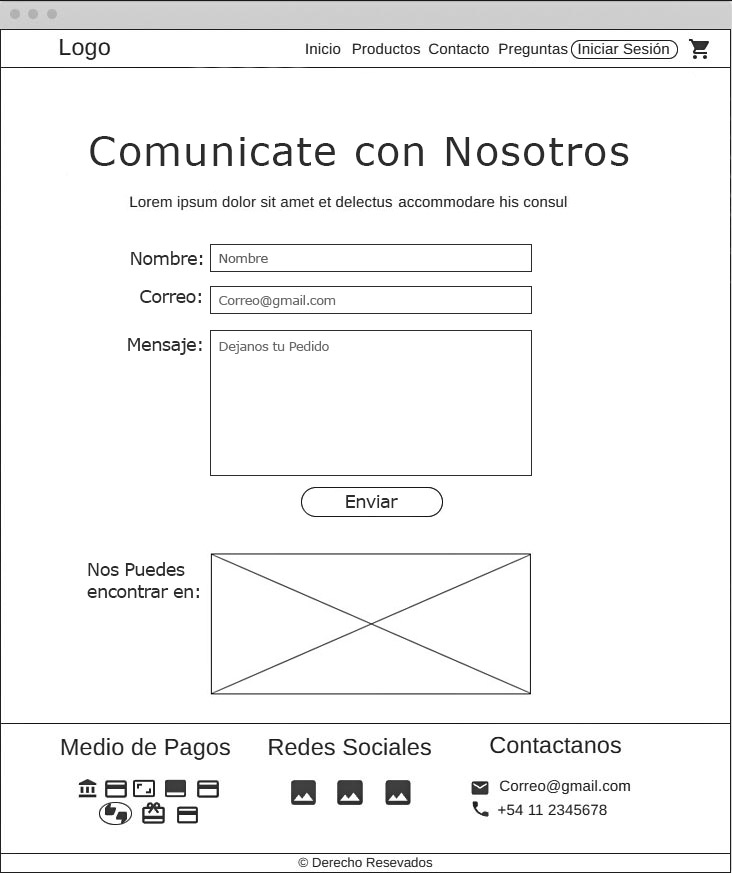 Logo
Inicio Productos Contacto Preguntas Iniciar Sesión
Comunicate con Nosotros
Lorem ipsum dolor sit amet et delectus accommodare his consul
Nombre: Nombre
Correo: Correo@gmail.com
Mensaje: Dejanos tu Pedido
Enviar
Nos Puedes
encontrar en:
Medio de Pagos
Redes Sociales
Contactanos
Correo@gmail.com
+54 11 2345678
© Derecho Resevados